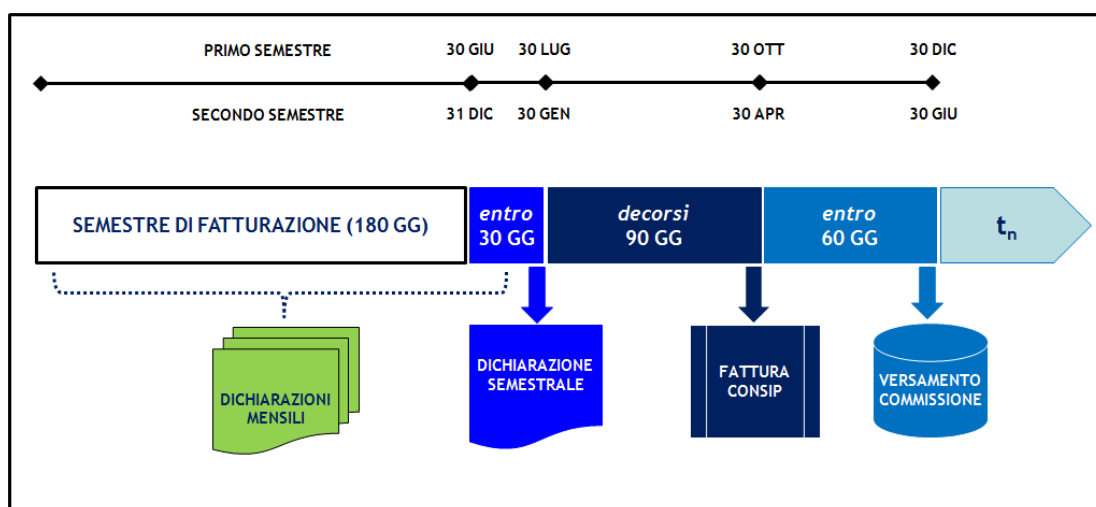 PRIMO SEMESTRE 30 GIU 30 LUG 30 OTT 30 DIC
SECONDO SEMESTRE 31 DIC 30 GEN 30 APR 30 GIU
SEMESTRE DI FATTURAZIONE (180 GG)
entro
30 GG
decorsi
90 GG
entro
60 GG
tn
DICHIARAZIONI
MENSILI
DICHIARAZIONE
SEMESTRALE
FATTURA
CONSIP
VERSAMENTO
COMMISSIONE